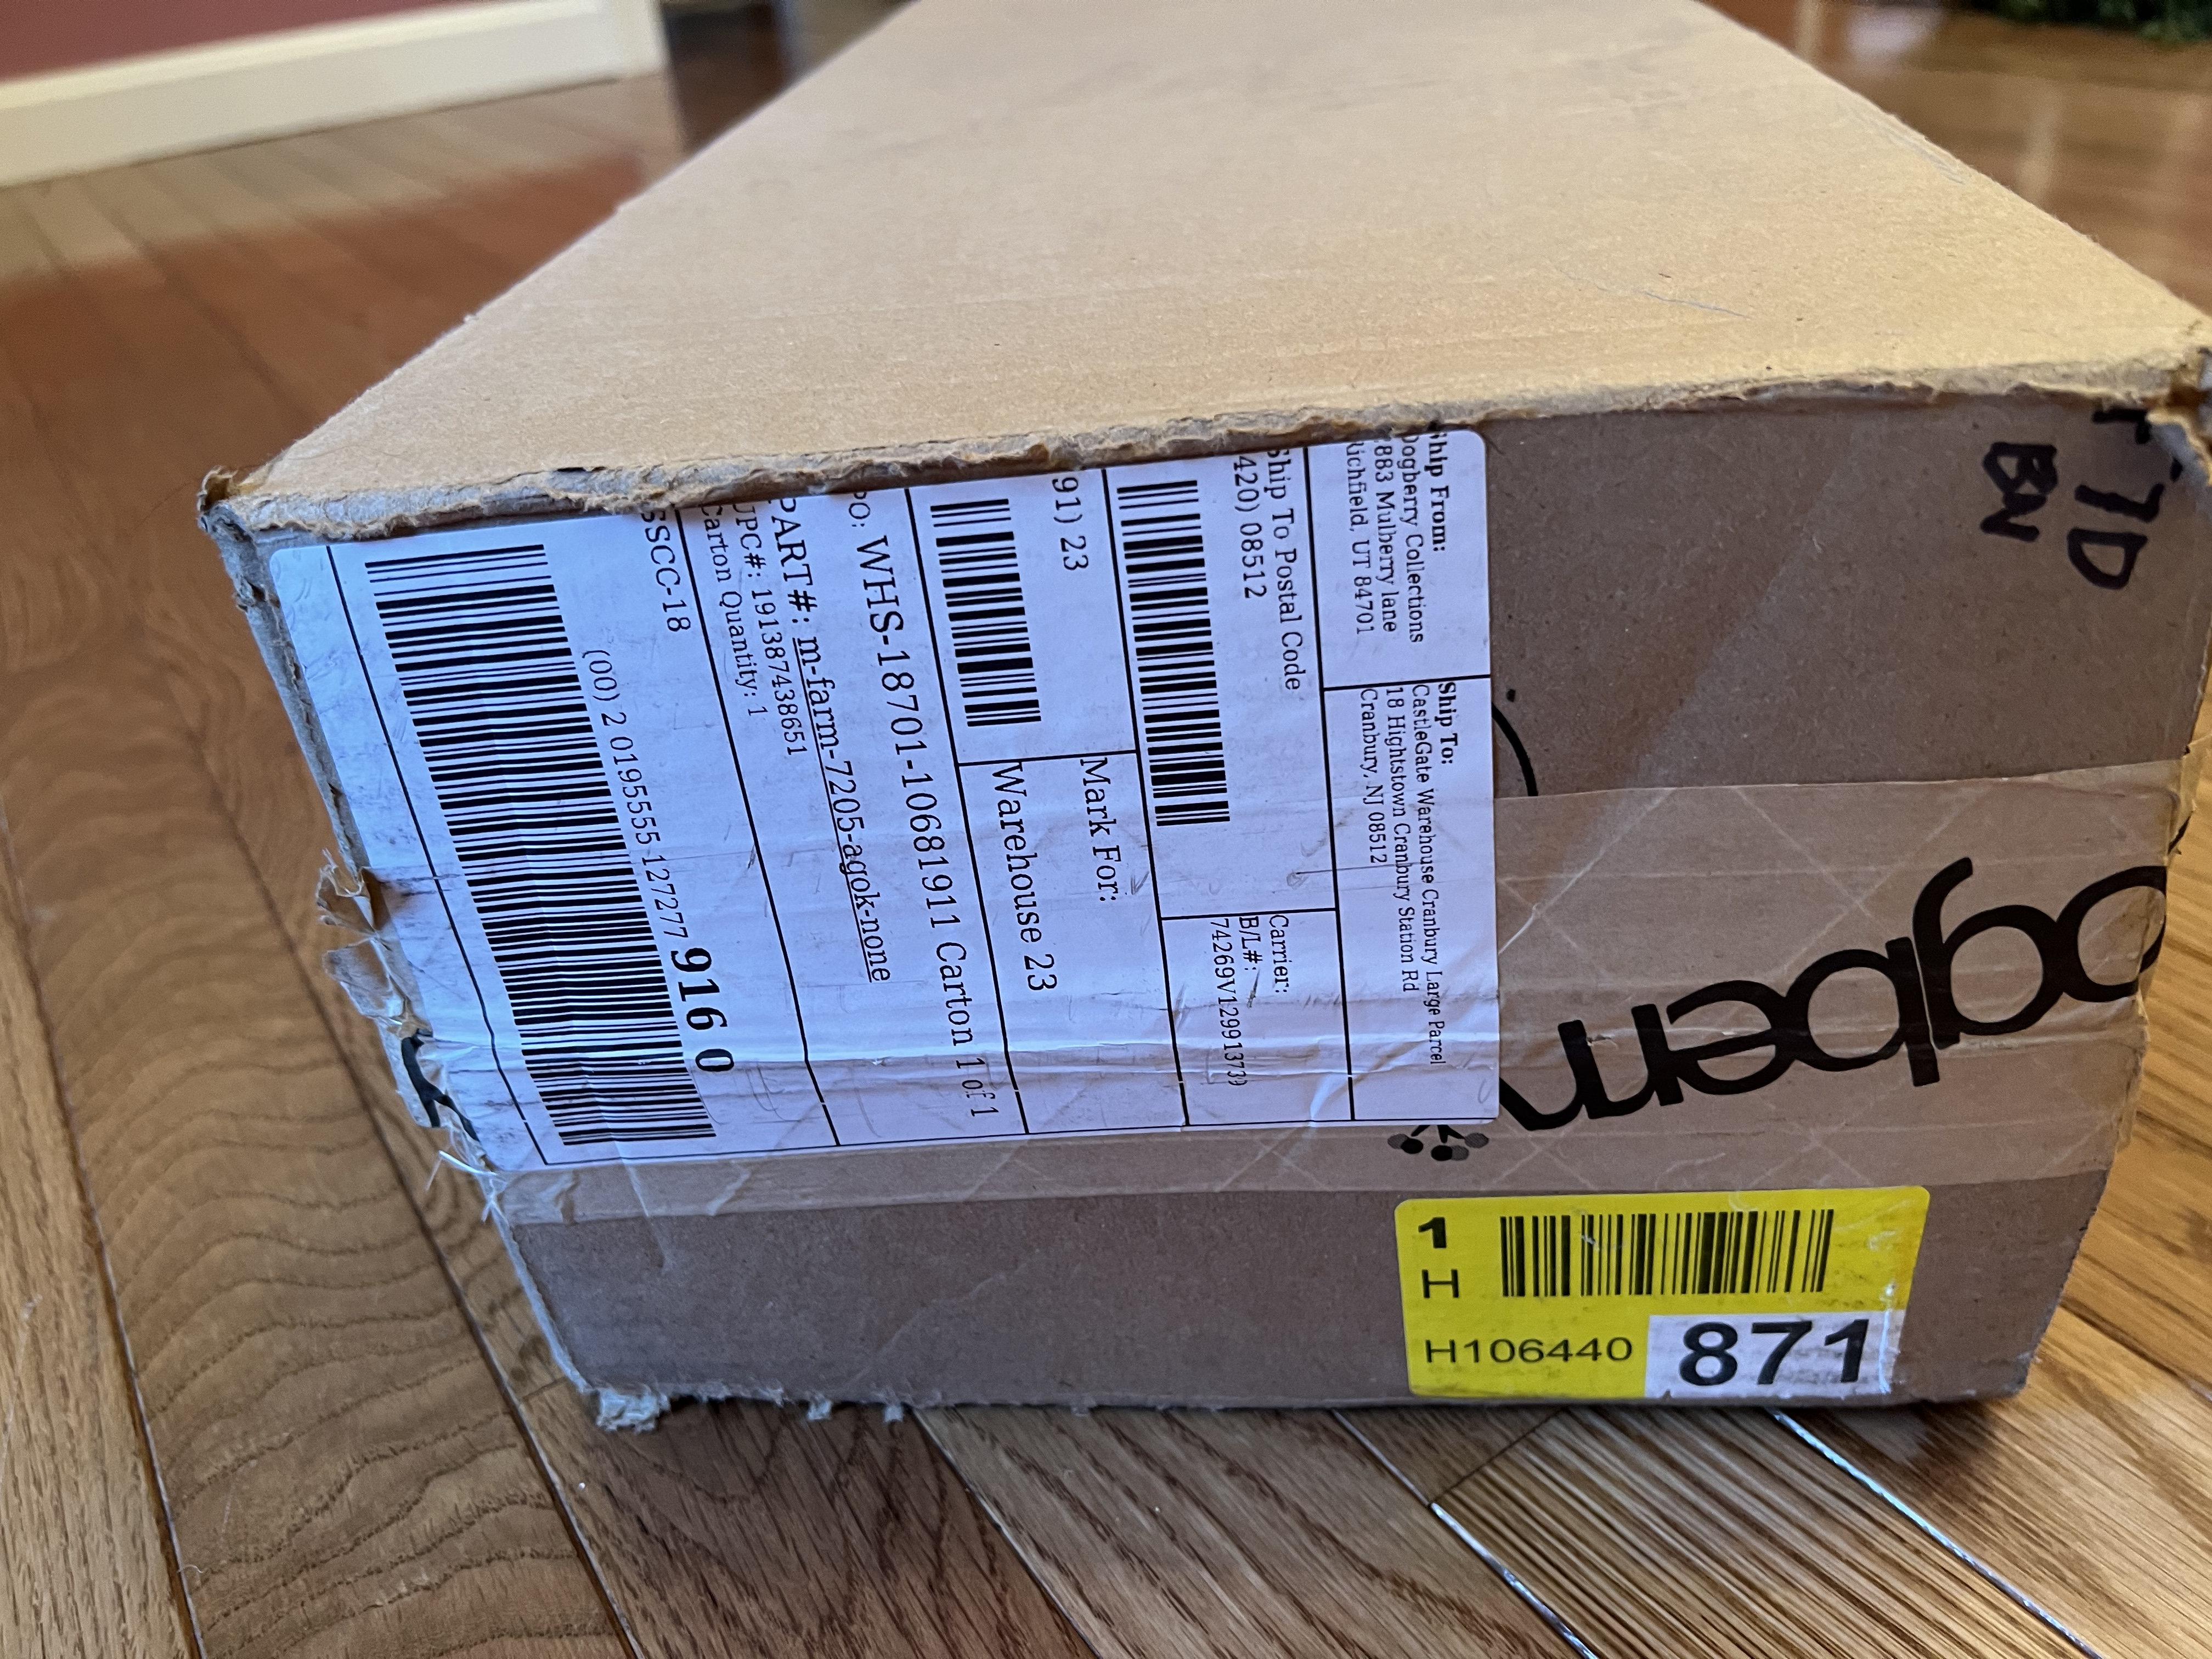 Ship From:
Dogberry Collections
883 Mulberry lane
Richfield, UT 84701
Ship To:
CastleGate Warehouse Cranbury Large Parcel
18 Hightstown Cranbury Station Rd
Cranbury, NJ 08512
Ship To Postal Code
420) 08512
Carrier:
B/L#:
74269V12991373
91) 23
Mark For:
Warehouse 23
PO: WHS-18701-10681911 Carton 1 of 1
PART#: m-farm-7205-agok-none
UPC#: 191387438651
Carton Quantity: 1
SSCC-18
(00) 2 0195555 127277 916 0
BN
ogberr
1
H
H106440
871